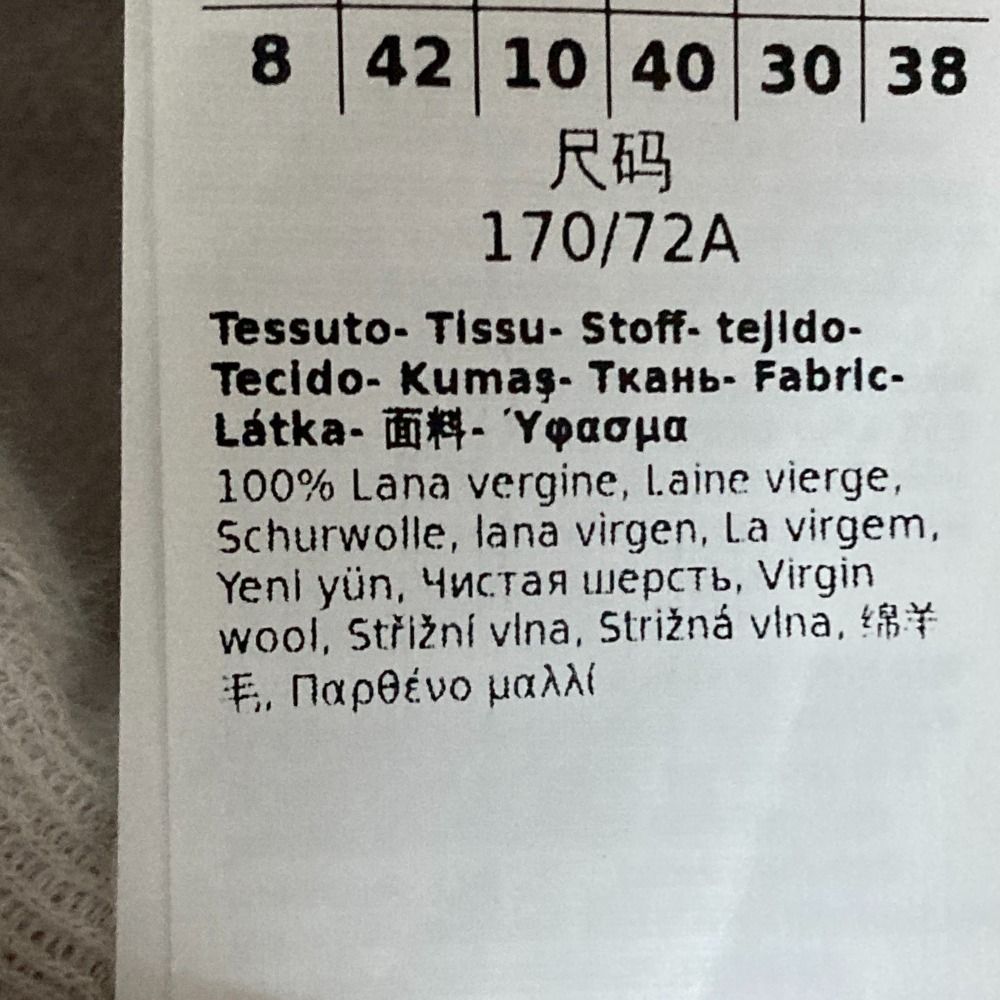 8 42 10 40 30 38
尺码
170/72A
Tessuto- Tissu- Stoff- tejido-
Tecido- Kumaş- Ткань- Fabric-
Látka- 面料- Ύφασμα
100% Lana vergine, Laine vierge,
Schurwolle, lana virgen, La virgem,
Yeni yün, Чистая шерсть, Virgin
wool, Střižní vlna, Strižná vlna, 绵羊
毛,, Παρθένο μαλλί